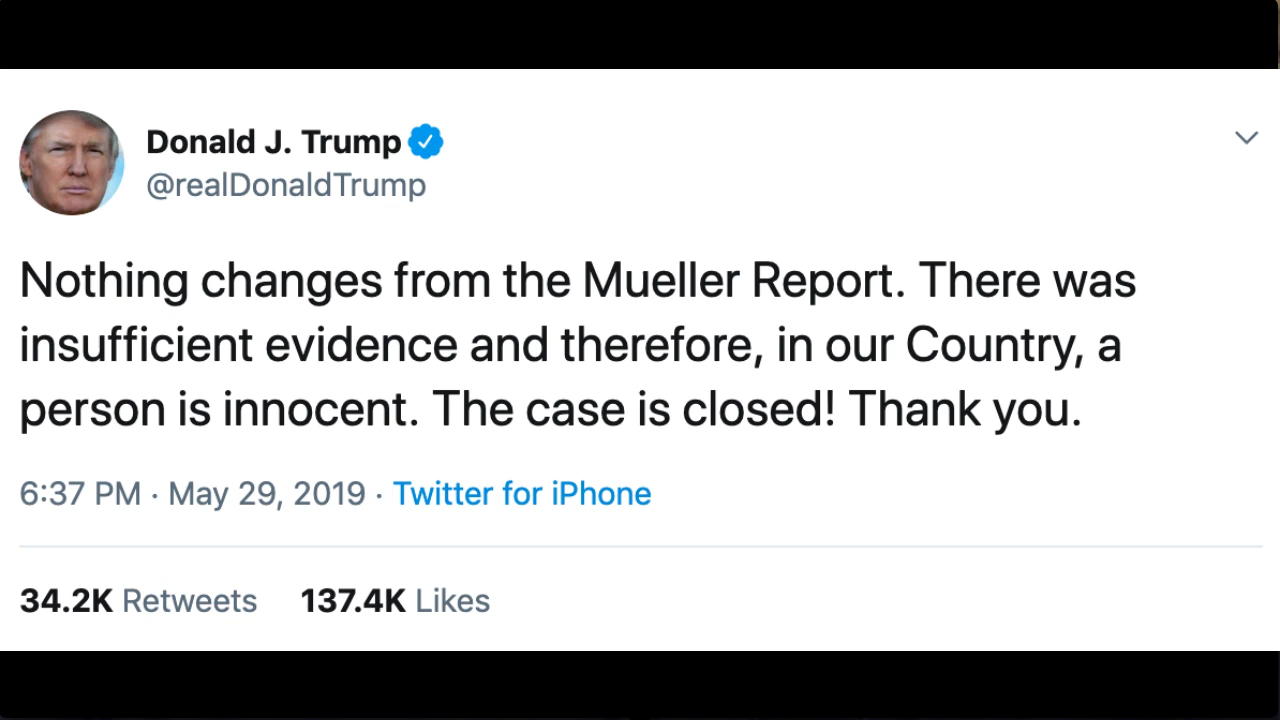 Donald J. Trump
@realDonaldTrump
Nothing changes from the Mueller Report. There was
insufficient evidence and therefore, in our Country, a
person is innocent. The case is closed! Thank you.
6:37 PM · May 29, 2019 · Twitter for iPhone
34.2K Retweets 137.4K Likes